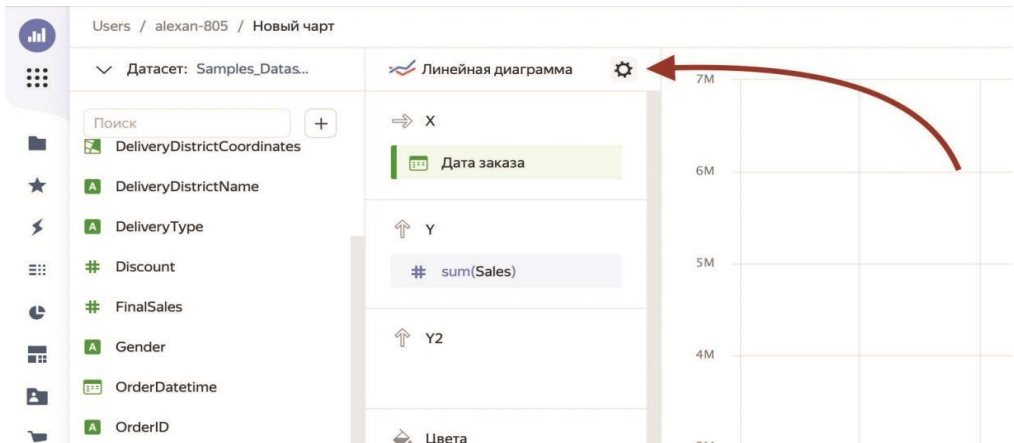 Users / alexan-805 / Новый чарт
Датасет: Samples_Datas...
Поиск
DeliveryDistrictCoordinates
A DeliveryDistrictName
A DeliveryType
# Discount
# FinalSales
A Gender
OrderDatetime
A OrderID
Линейная диаграмма
X
Дата заказа
Y
# sum(Sales)
Y2
Цвета
7M
6M
5M
4M